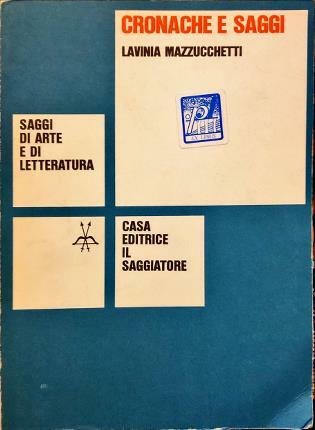 CRONACHE E SAGGI
LAVINIA MAZZUCCHETTI
SAGGI
DI ARTE
E DI
LETTERATURA
CASA
EDITRICE
IL
SAGGIATORE